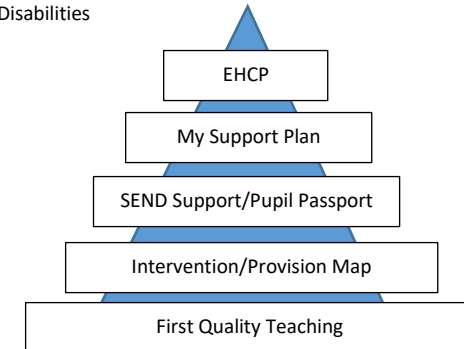 Disabilities
EHCP
My Support Plan
SEND Support/Pupil Passport
Intervention/Provision Map
First Quality Teaching